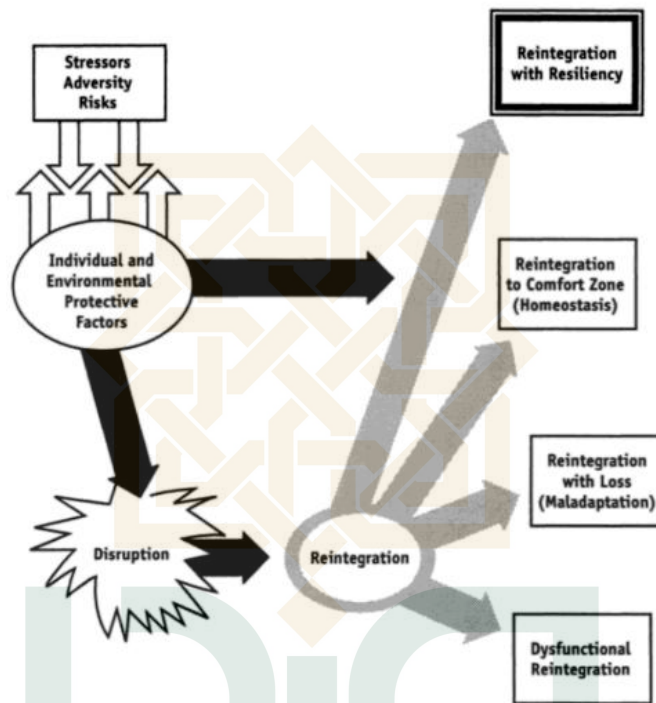 Stressors
Adversity
Risks
Reintegration
with Resiliency
Individual and
Environmental
Protective
Factors
Reintegration
to Comfort Zone
(Homeostasis)
Reintegration
with Loss
(Maladaptation)
Disruption
Reintegration
Dysfunctional
Reintegration